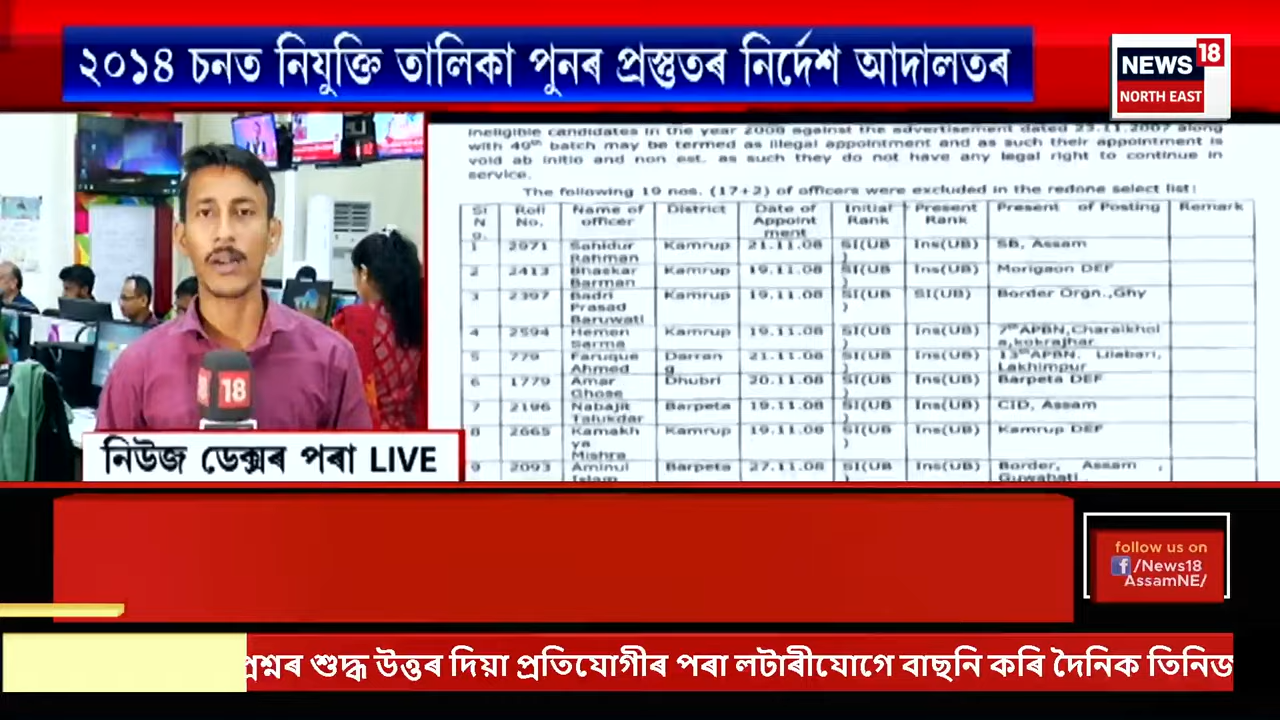 ২০১৪ চনত নিযুক্তি তালিকা পুনৰ প্ৰস্তুতৰ নিৰ্দেশ আদালতৰ
NEWS 18
NORTH EAST
ineligible candidates in the year 2008 against the advertisement dated 23.11.2007 along
with 49th batch may be termed as illegal appointment and as such their appointment is
void ab initio and non est, as such they do not have any legal right to continue in
service.
The following 19 nos. (17+2) of officers were excluded in the redone select list:
Sl N o. Roll No. Name of officer District Date of Appoint ment Initial Rank Present Rank Present of Posting Remark
1 2971 Sahidur Rahman Kamrup 21.11.08 SI(UB ) Ins(UB) SB, Assam
2 2413 Bhaskar Barman Kamrup 19.11.08 SI(UB ) Ins(UB) Morigaon DEF
3 2397 Badri Prasad Baruwati Kamrup 19.11.08 SI(UB ) SI(UB) Border Orgn.,Ghy
4 2594 Hemen Sarma Kamrup 19.11.08 SI(UB ) Ins(UB) 7th APBN,Charaikhol a,kokrajhar.
5 779 Faruque Ahmed Darran g 21.11.08 SI(UB ) Ins(UB) 13th APBN. Lilabari, Lakhimpur
6 1779 Amar Ghose Dhubri 20.11.08 SI(UB ) Ins(UB) Barpeta DEF
7 2196 Nabajit Talukdar Barpeta 19.11.08 SI(UB ) Ins(UB) CID, Assam
8 2665 Kamakh ya Mishra Kamrup 19.11.08 SI(UB ) Ins(UB) Kamrup DEF
9 2093 Aminul Islam Barpeta 27.11.08 SI(UB Ins(UB) Border, Assam , Guwahati
18
নিউজ ডেক্সৰ পৰা LIVE
follow us on
f /News18
AssamNE/
প্ৰশ্নৰ শুদ্ধ উত্তৰ দিয়া প্ৰতিযোগীৰ পৰা লটাৰীযোগে বাছনি কৰি দৈনিক তিনিজ